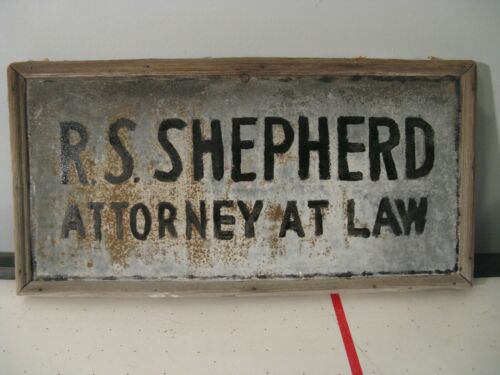 R.S. SHEPHERD
ATTORNEY AT LAW